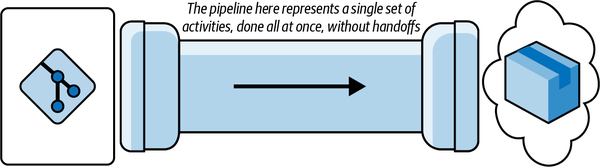 The pipeline here represents a single set of
activities, done all at once, without handoffs